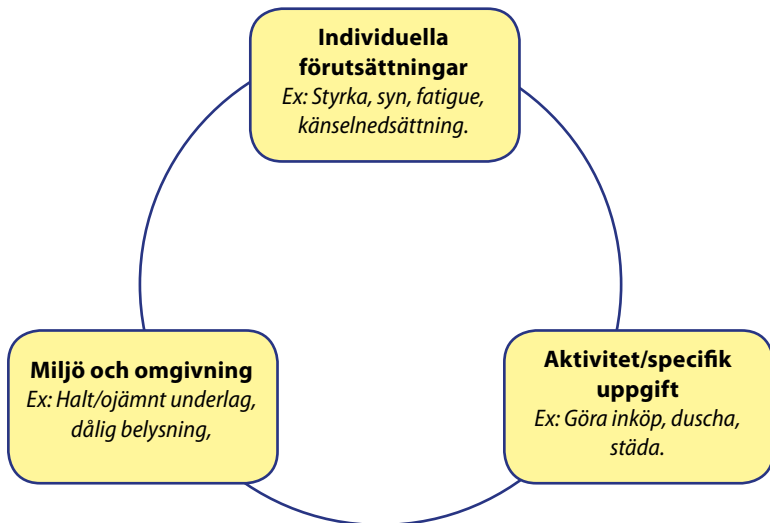 Individuella
förutsättningar
Ex: Styrka, syn, fatigue,
känselnedsättning.
Miljö och omgivning
Ex: Halt/ojämnt underlag,
dålig belysning,
Aktivitet/specifik
uppgift
Ex: Göra inköp, duscha,
städa.